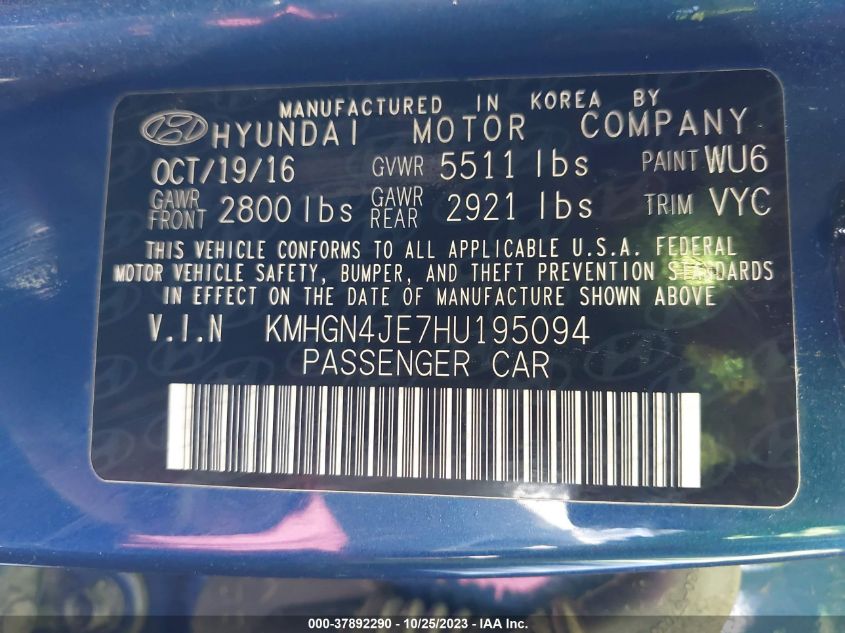 MANUFACTURED IN KOREA BY
HYUNDAI MOTOR COMPANY
OCT/19/16 GVWR 5511 lbs PAINT WU6
GAWR FRONT 2800 lbs GAWR REAR 2921 lbs TRIM VYC
THIS VEHICLE CONFORMS TO ALL APPLICABLE U.S.A. FEDERAL
MOTOR VEHICLE SAFETY, BUMPER, AND THEFT PREVENTION STANDARDS
IN EFFECT ON THE DATE OF MANUFACTURE SHOWN ABOVE
V.I.N KMHGN4JE7HU195094
PASSENGER CAR
000-37892290 - 10/25/2023 - IAA Inc.